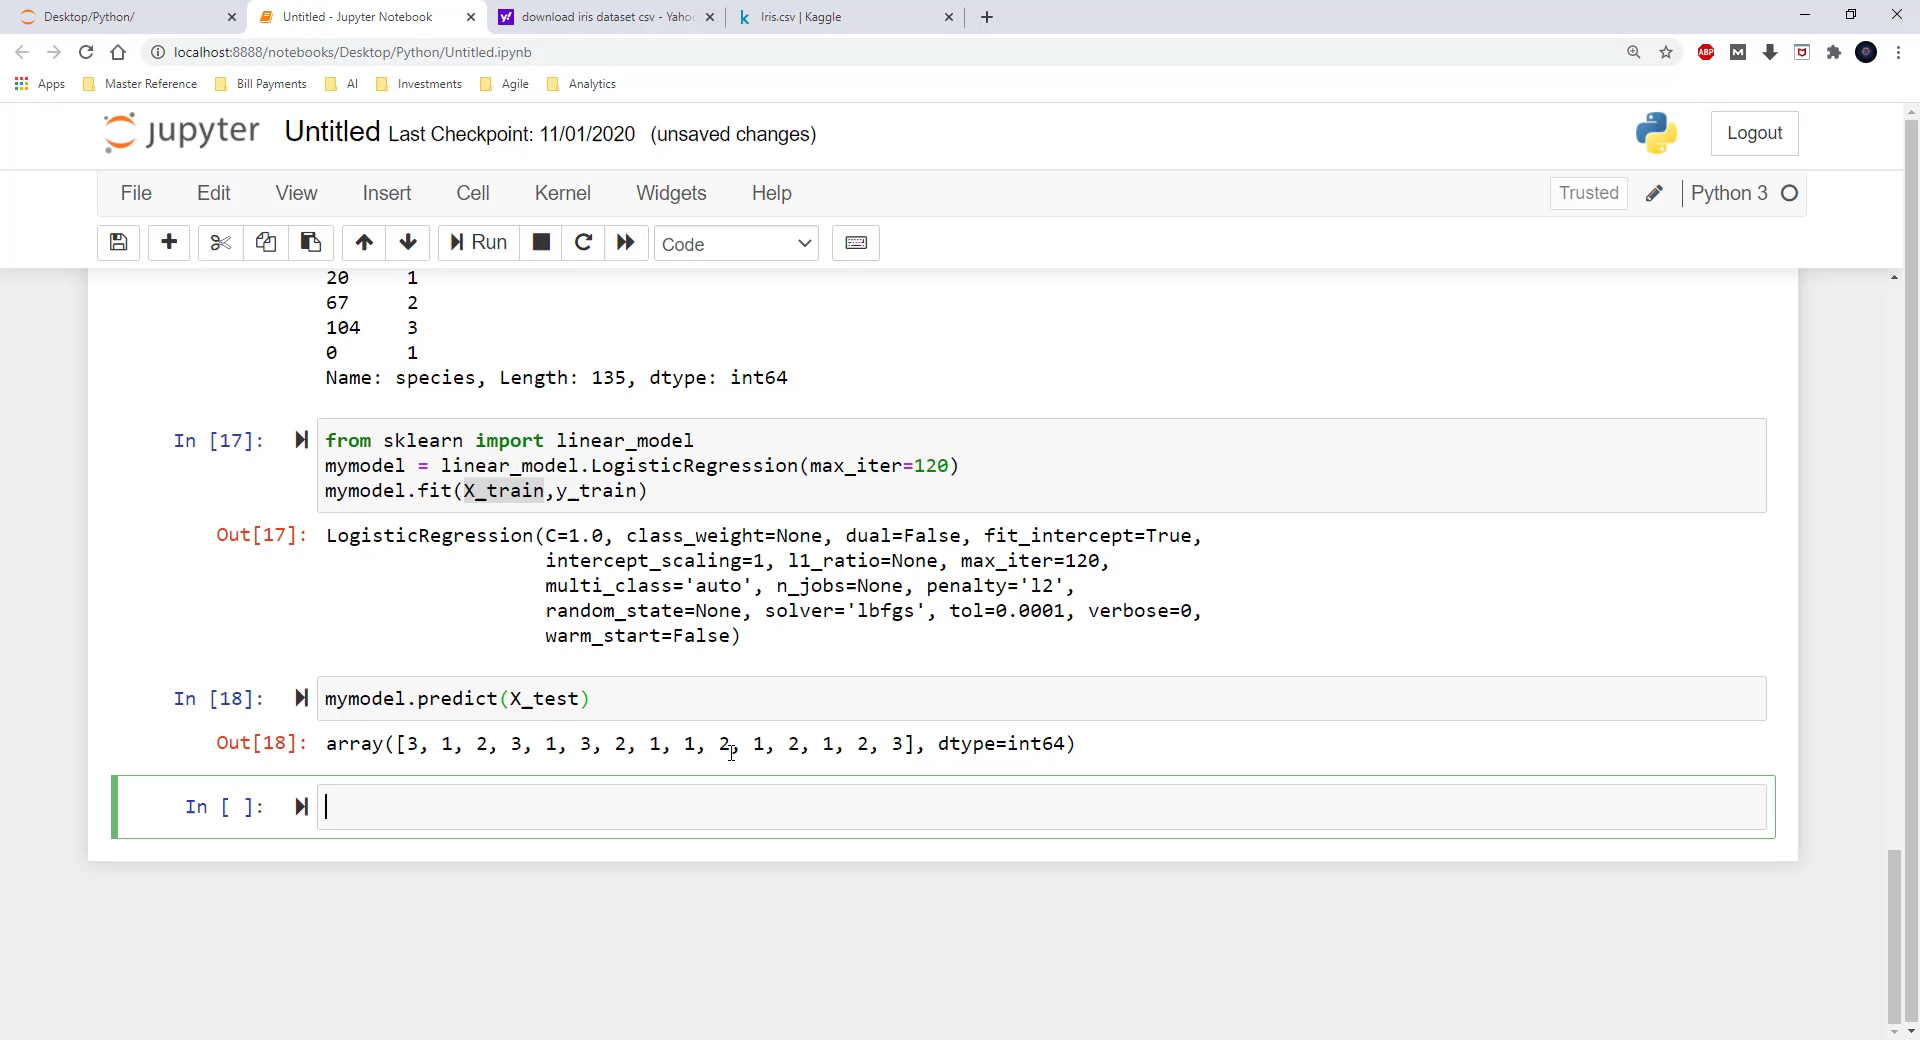 Desktop/Python/
Untitled - Jupyter Notebook
download iris dataset csv - Yahoo
Iris.csv | Kaggle
localhost:8888/notebooks/Desktop/Python/Untitled.ipynb
ABP
M
Apps
Master Reference
Bill Payments
AI
Investments
Agile
Analytics
jupyter Untitled Last Checkpoint: 11/01/2020 (unsaved changes)
Logout
File Edit View Insert Cell Kernel Widgets Help
Trusted
Python 3
Run
Code
20 1
67 2
104 3
0 1
Name: species, Length: 135, dtype: int64
In [17]: from sklearn import linear_model
mymodel = linear_model.LogisticRegression(max_iter=120)
mymodel.fit(X_train,y_train)
Out[17]: LogisticRegression(C=1.0, class_weight=None, dual=False, fit_intercept=True,
intercept_scaling=1, l1_ratio=None, max_iter=120,
multi_class='auto', n_jobs=None, penalty='l2',
random_state=None, solver='lbfgs', tol=0.0001, verbose=0,
warm_start=False)
In [18]: mymodel.predict(X_test)
Out[18]: array([3, 1, 2, 3, 1, 3, 2, 1, 1, 2, 1, 2, 1, 2, 3], dtype=int64)
In [ ]: